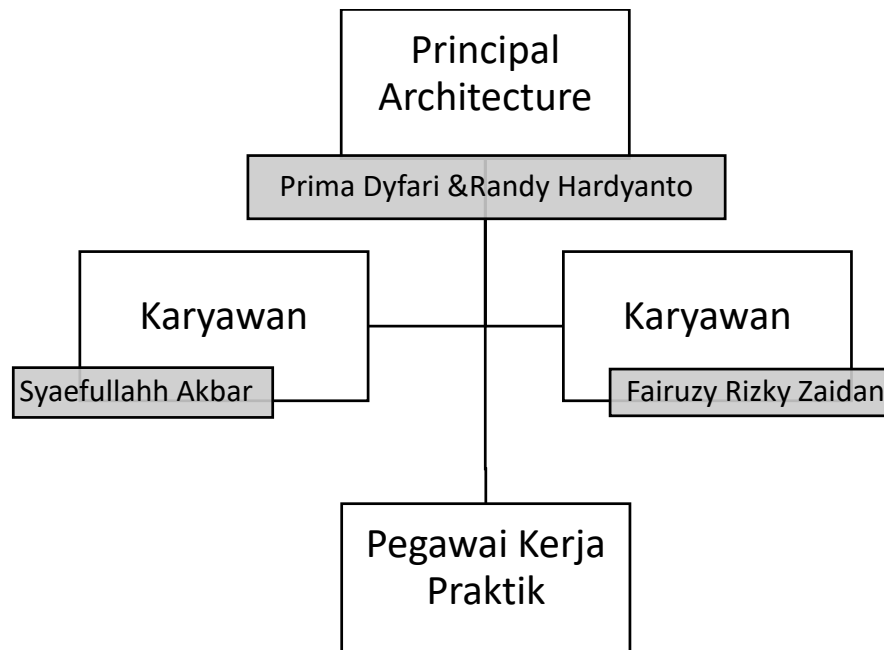 Principal
Architecture
Prima Dyfari &Randy Hardyanto
Karyawan
Syaefullahh Akbar
Karyawan
Fairuzy Rizky Zaidan
Pegawai Kerja
Praktik